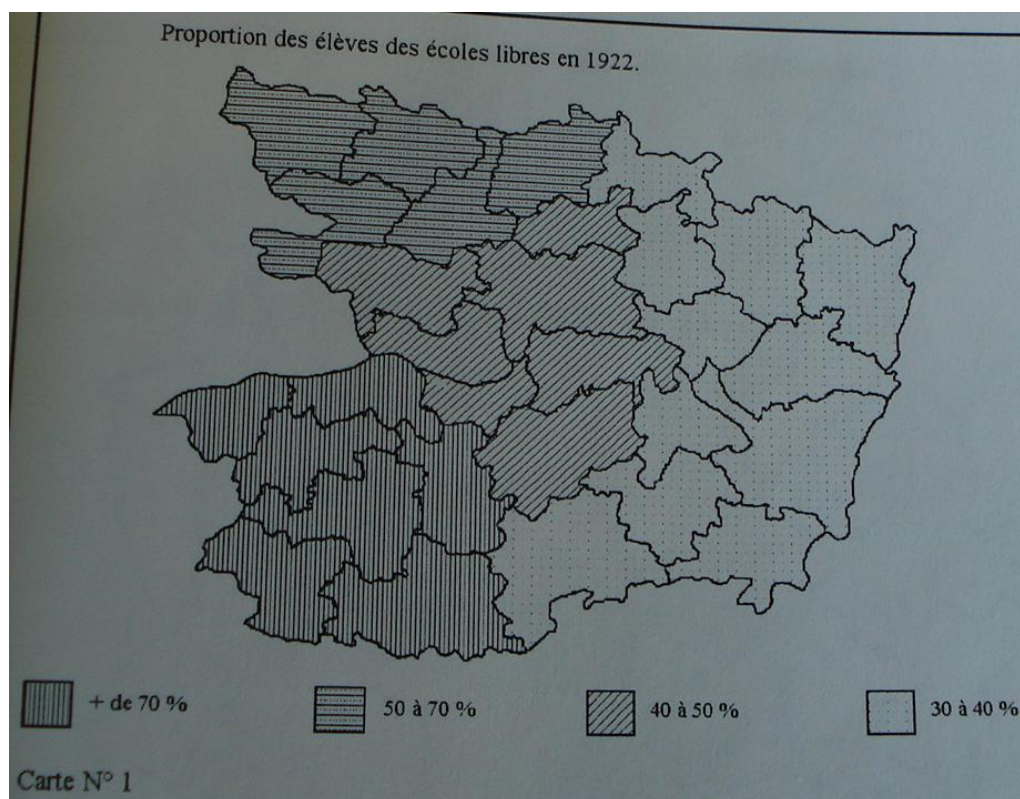 Proportion des élèves des écoles libres en 1922.
+ de 70 %
50 à 70 %
40 à 50 %
30 à 40 %
Carte N° 1